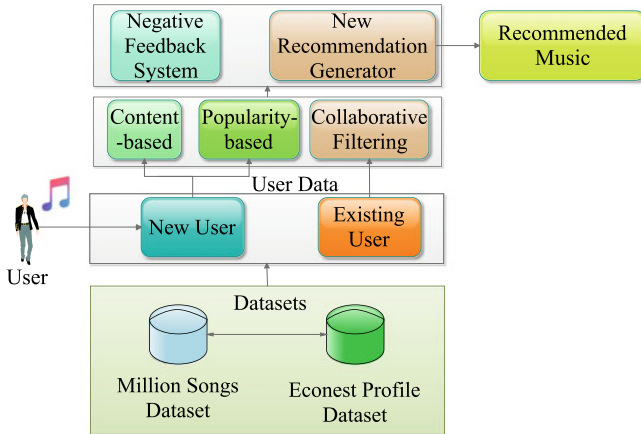 Negative
Feedback
System
New
Recommendation
Generator
Recommended
Music
Content
-based
Popularity-
based
Collaborative
Filtering
User Data
New User
Existing
User
User
Datasets
Million Songs
Dataset
Econest Profile
Dataset